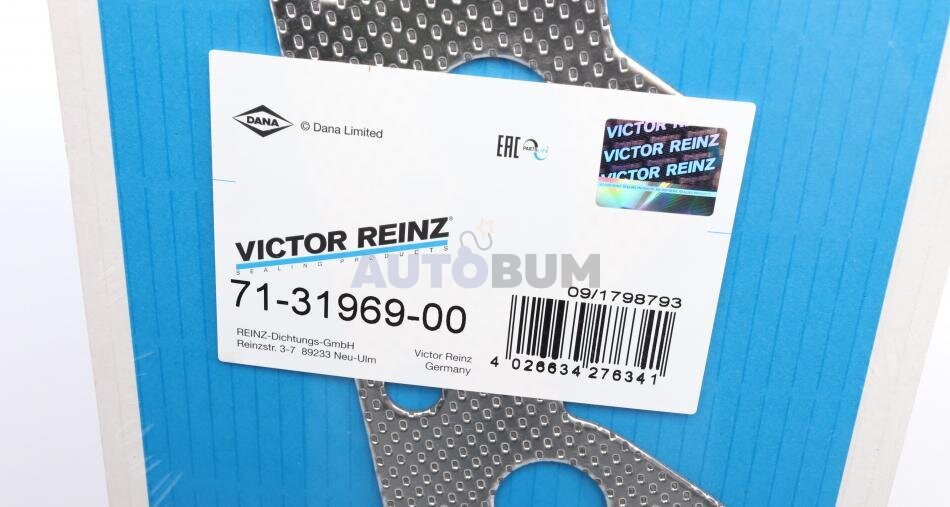 DANA
© Dana Limited
EAC
VICTOR REINZ
VICTOR REINZ
VICTOR REINZ
VICTOR REINZ®
SEALING PRODUCTS
AUTOBUM
71-31969-00
09/1798793
REINZ-Dichtungs-GmbH
Reinzstr. 3-7 89233 Neu-Ulm
Victor Reinz
Germany
4 026634 276341